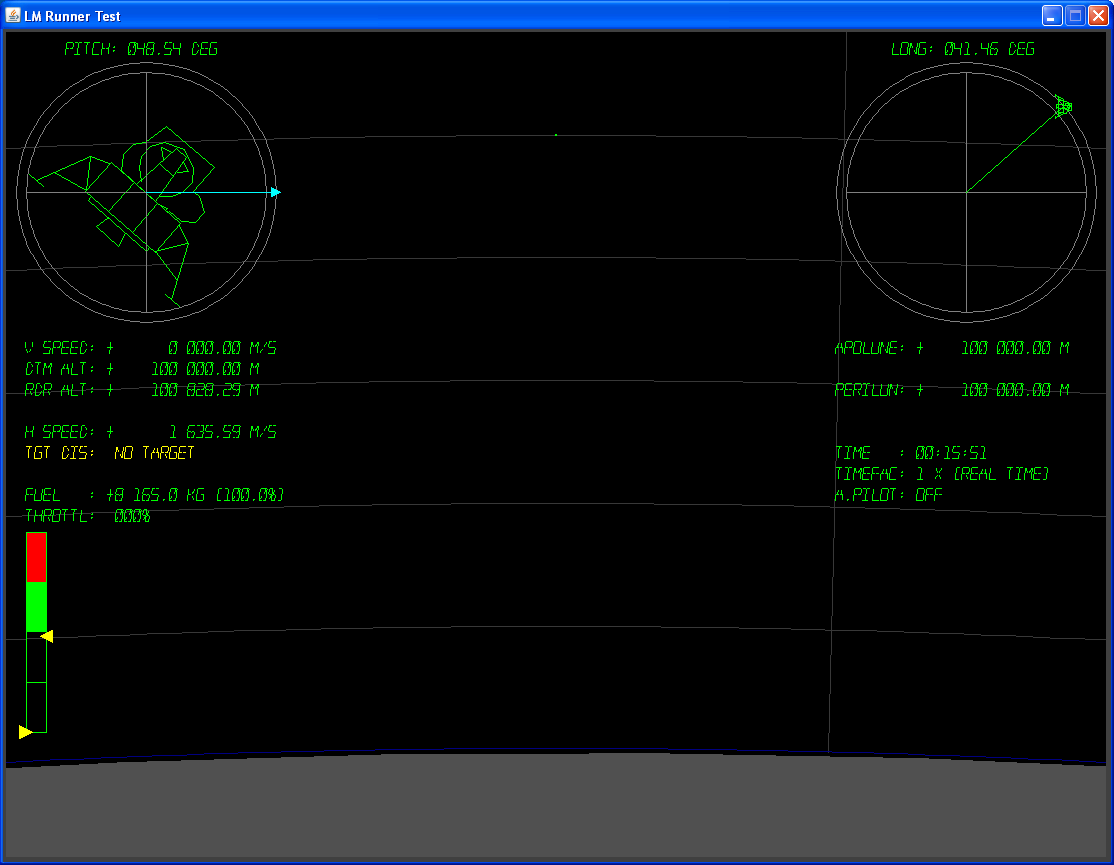 LM Runner Test
PITCH: 048.54 DEG
LONG: 041.46 DEG
V SPEED: + 0 000.00 M/S
DTM ALT: + 100 000.00 M
RDR ALT: + 100 828.29 M
H SPEED: + 1 635.59 M/S
TGT DIS: NO TARGET
FUEL : +8 165.0 KG (100.0%)
THROTTL: 000%
APOLUNE: + 100 000.00 M
PERILUN: + 100 000.00 M
TIME : 00:15:51
TIMEFAC: 1 X (REAL TIME)
A.PILOT: OFF